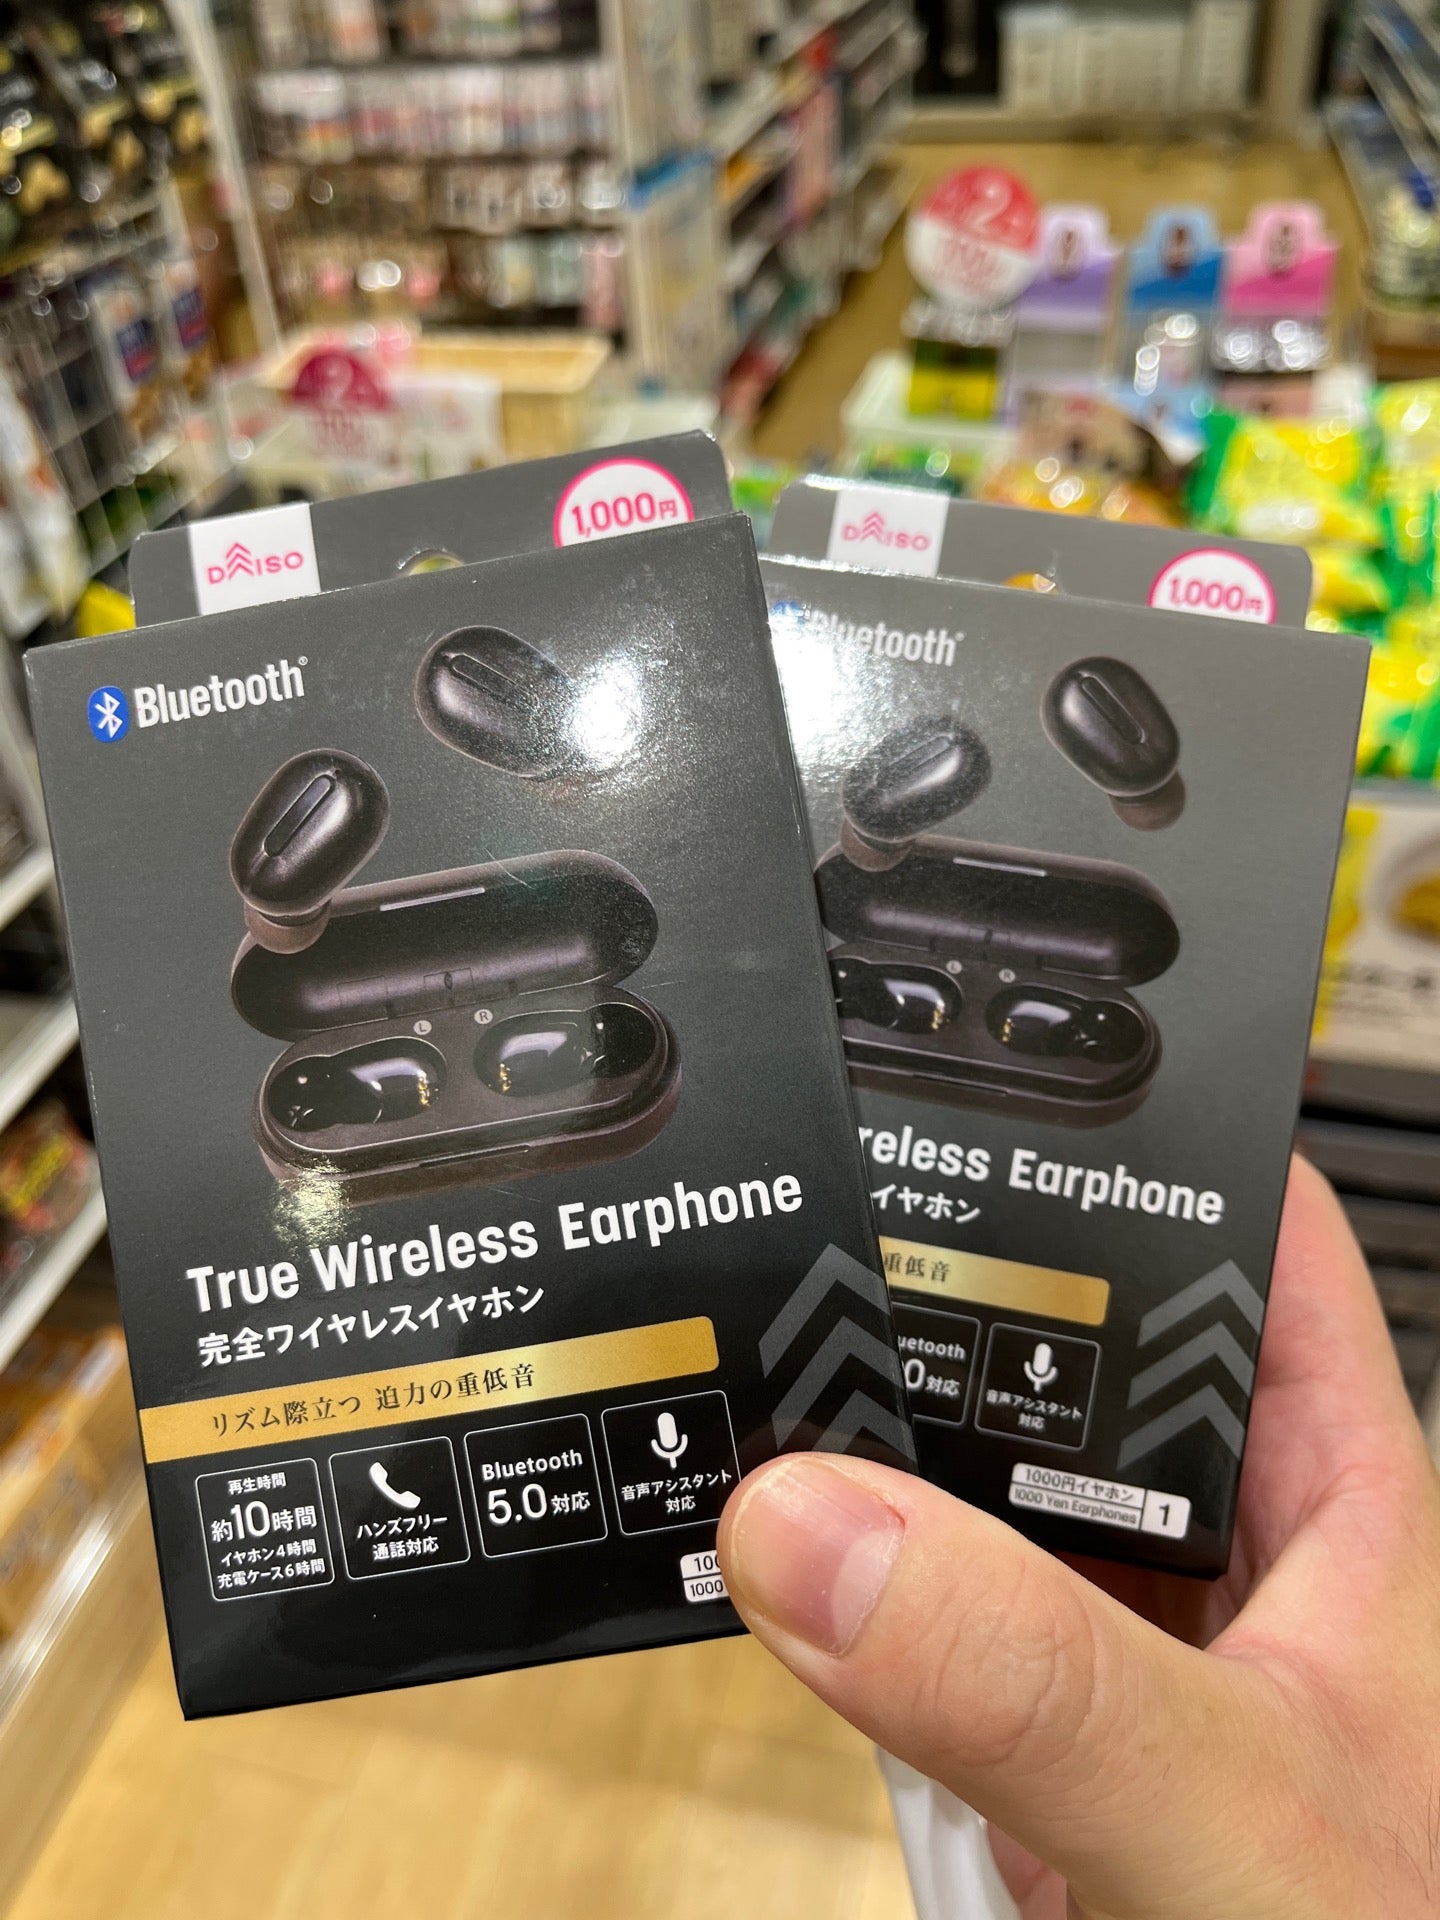 DAISO
1,000円
Bluetooth®
L
R
True Wireless Earphone
完全ワイヤレスイヤホン
リズム際立つ 迫力の重低音
再生時間
約10時間
イヤホン4時間
充電ケース6時間
ハンズフリー
通話対応
Bluetooth
5.0対応
音声アシスタント
対応
100
1000
DAISO
1,000円
Bluetooth®
L
R
reless Earphone
イヤホン
重低音
uetooth
0対応
音声アシスタント
対応
1000円イヤホン
1000 Yen Earphones
1